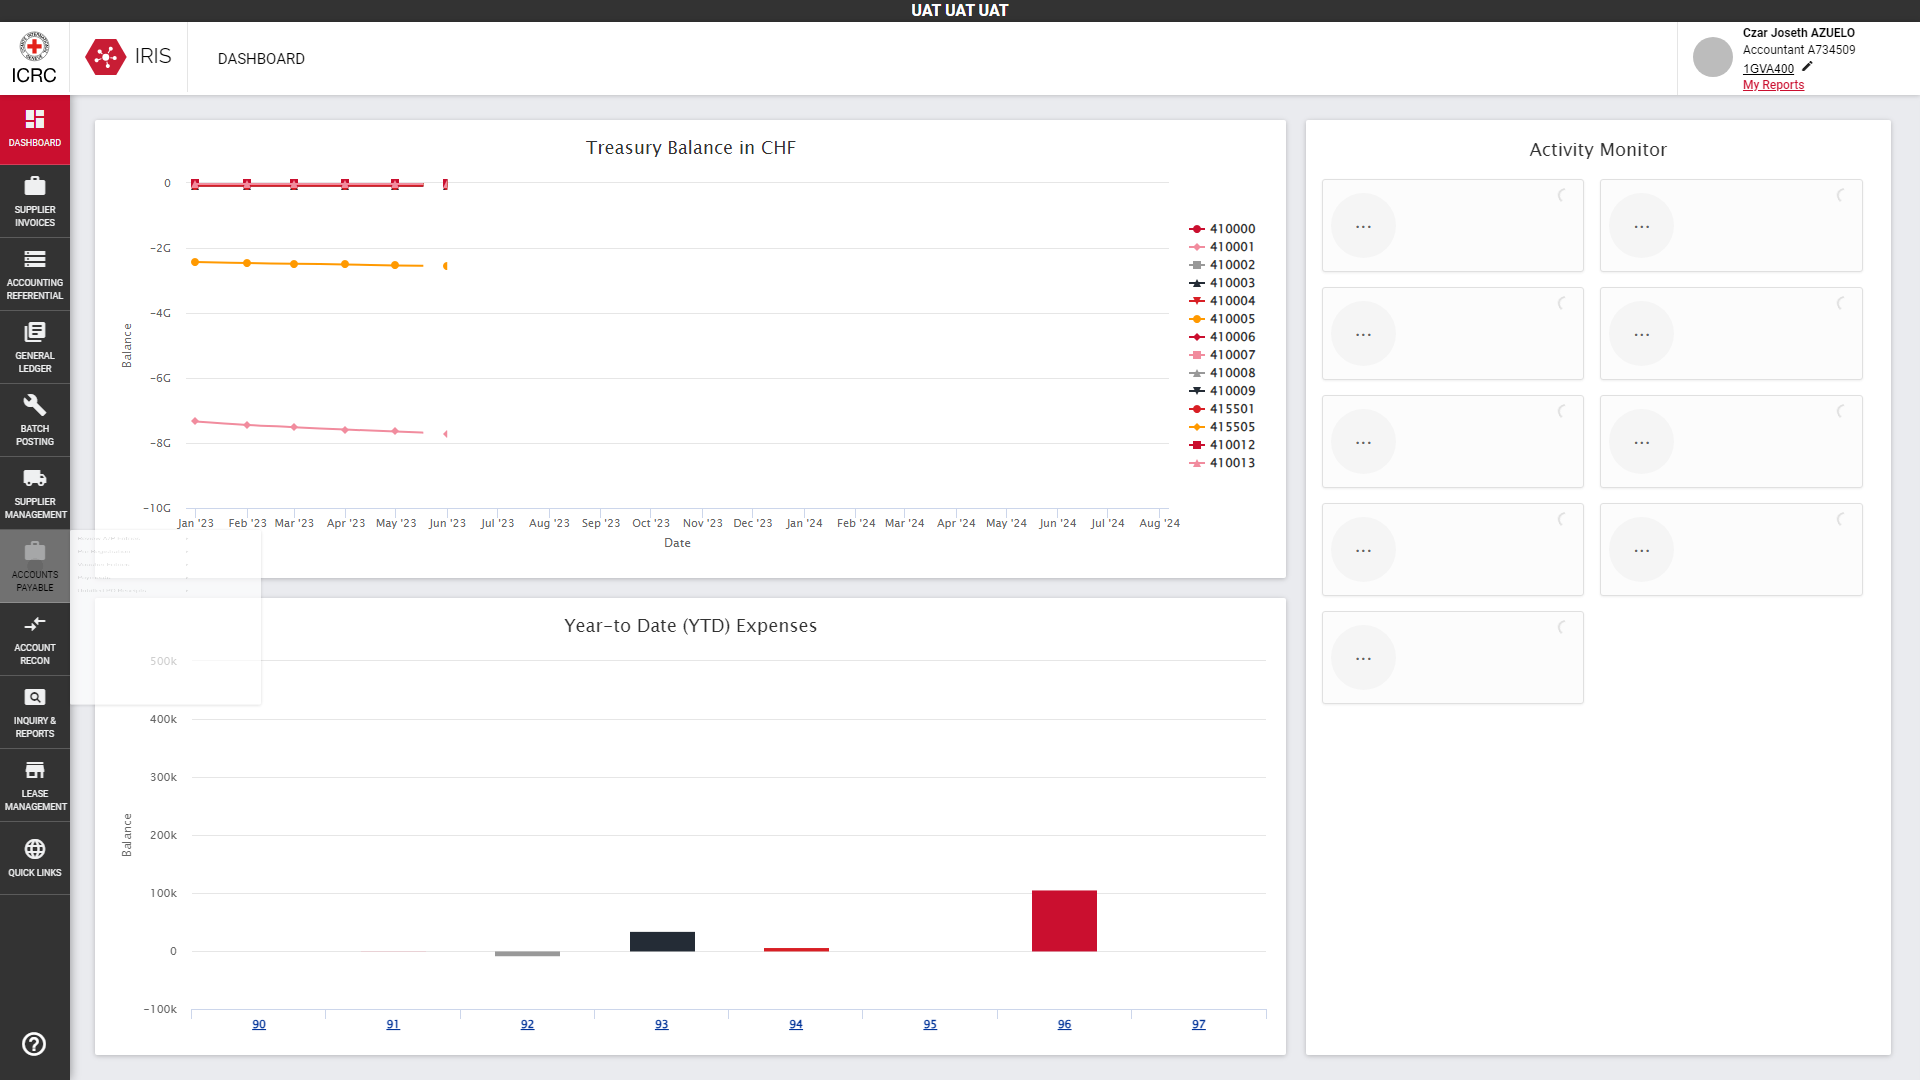 UAT UAT UAT
ICRC
IRIS
DASHBOARD
Czar Joseth AZUELO
Accountant A734509
1GVA400
My Reports
DASHBOARD
SUPPLIER
INVOICES
ACCOUNTING
REFERENTIAL
GENERAL
LEDGER
BATCH
POSTING
SUPPLIER
MANAGEMENT
ACCOUNTS
PAYABLE
ACCOUNT
RECON
INQUIRY &
REPORTS
LEASE
MANAGEMENT
QUICK LINKS
Treasury Balance in CHF
0
−2G
−4G
−6G
−8G
−10G
Balance
Jan '23 Feb '23 Mar '23 Apr '23 May '23 Jun '23 Jul '23 Aug '23 Sep '23 Oct '23 Nov '23 Dec '23 Jan '24 Feb '24 Mar '24 Apr '24 May '24 Jun '24 Jul '24 Aug '24
Date
410000
410001
410002
410003
410004
410005
410006
410007
410008
410009
415501
415505
410012
410013
Year−to Date (YTD) Expenses
500k
400k
300k
200k
100k
0
−100k
Balance
90 91 92 93 94 95 96 97
Activity Monitor
... ...
... ...
... ...
... ...
...